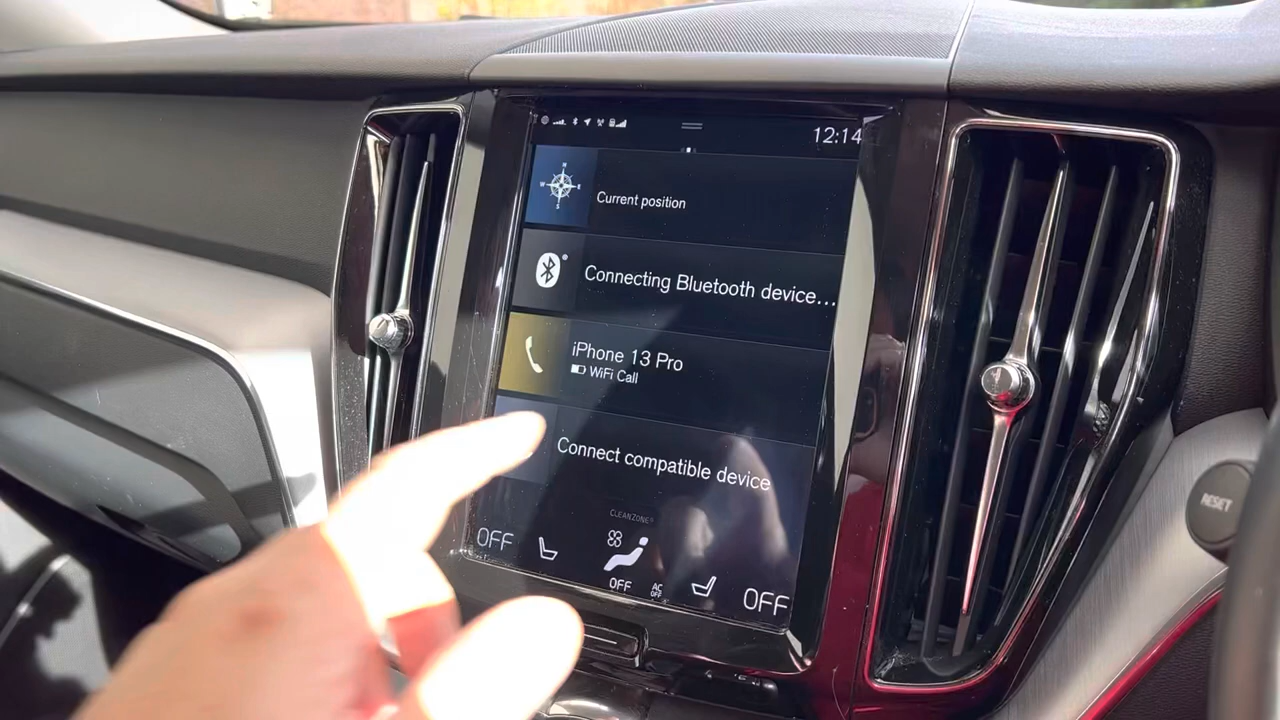 12:14
N
W E
S
Current position
Connecting Bluetooth device...
iPhone 13 Pro
WiFi Call
Connect compatible device
CLEANZONE
OFF
OFF
AC
OFF
OFF
RESET